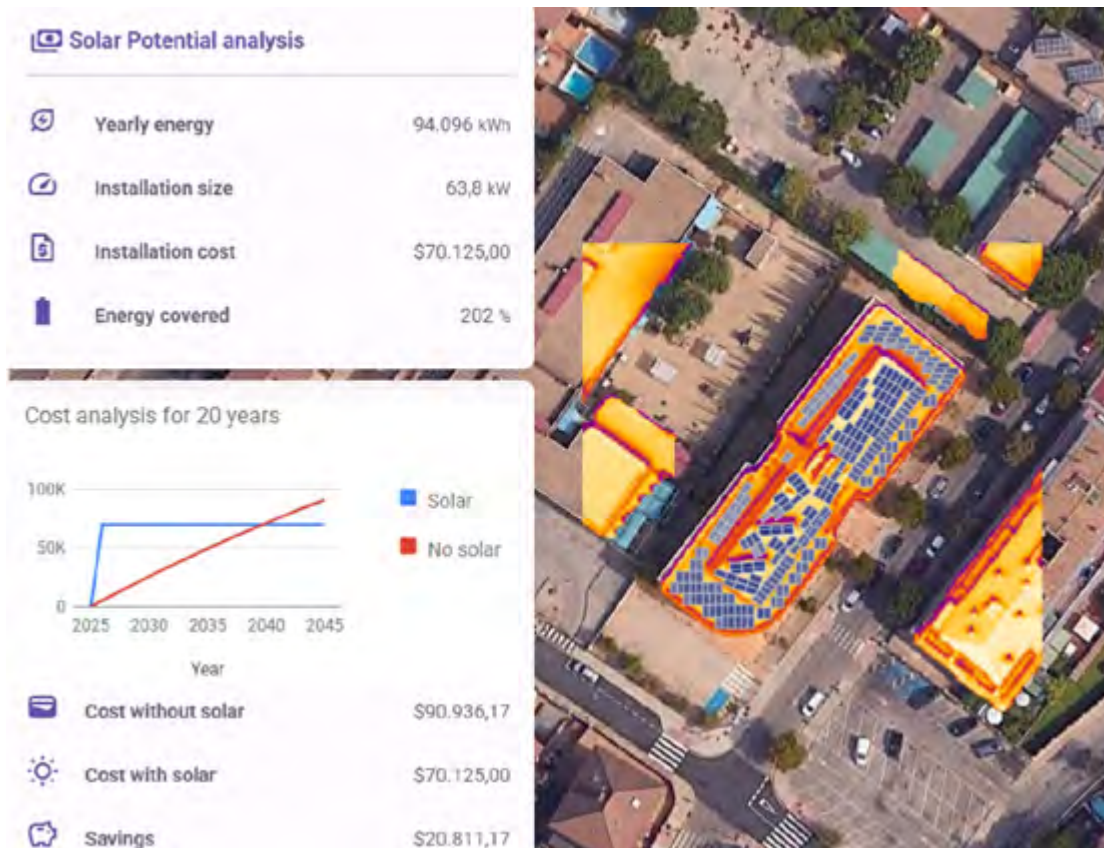 Solar Potential analysis
Yearly energy 94.096 kWh
Installation size 63,8 kW
Installation cost $70.125,00
Energy covered 202 %
Cost analysis for 20 years
100K
50K
0
2025 2030 2035 2040 2045
Year
Solar
No solar
Cost without solar $90.936,17
Cost with solar $70.125,00
Savings $20.811,17